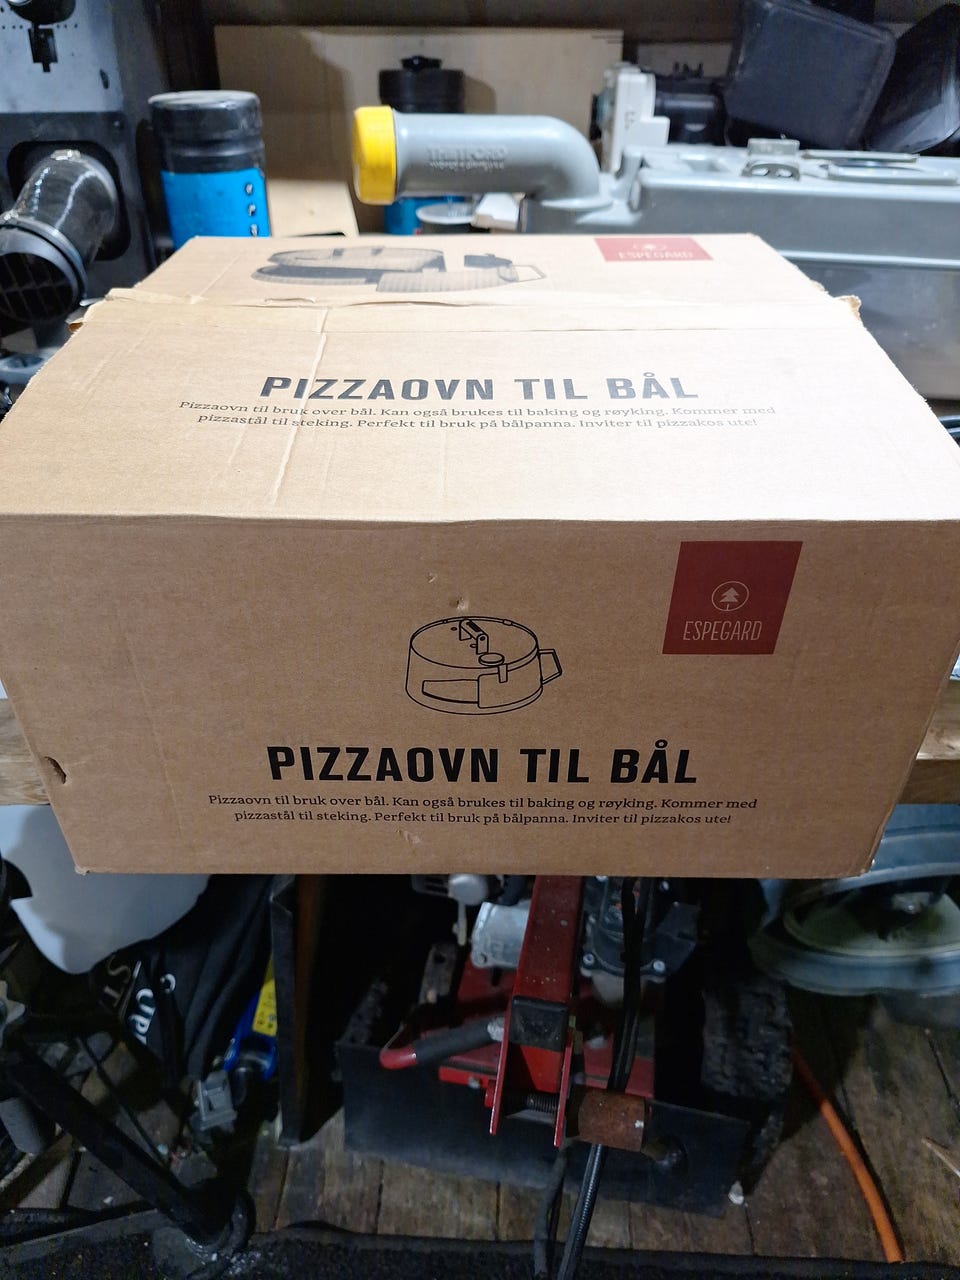 THETFORD
ESPEGARD
PIZZAOVN TIL BÅL
Pizzaovn til bruk over bål. Kan også brukes til baking og røyking. Kommer med
pizzastål til steking. Perfekt til bruk på bålpanna. Inviter til pizzakos ute!
ESPEGARD
PIZZAOVN TIL BÅL
Pizzaovn til bruk over bål. Kan også brukes til baking og røyking. Kommer med
pizzastål til steking. Perfekt til bruk på bålpanna. Inviter til pizzakos ute!